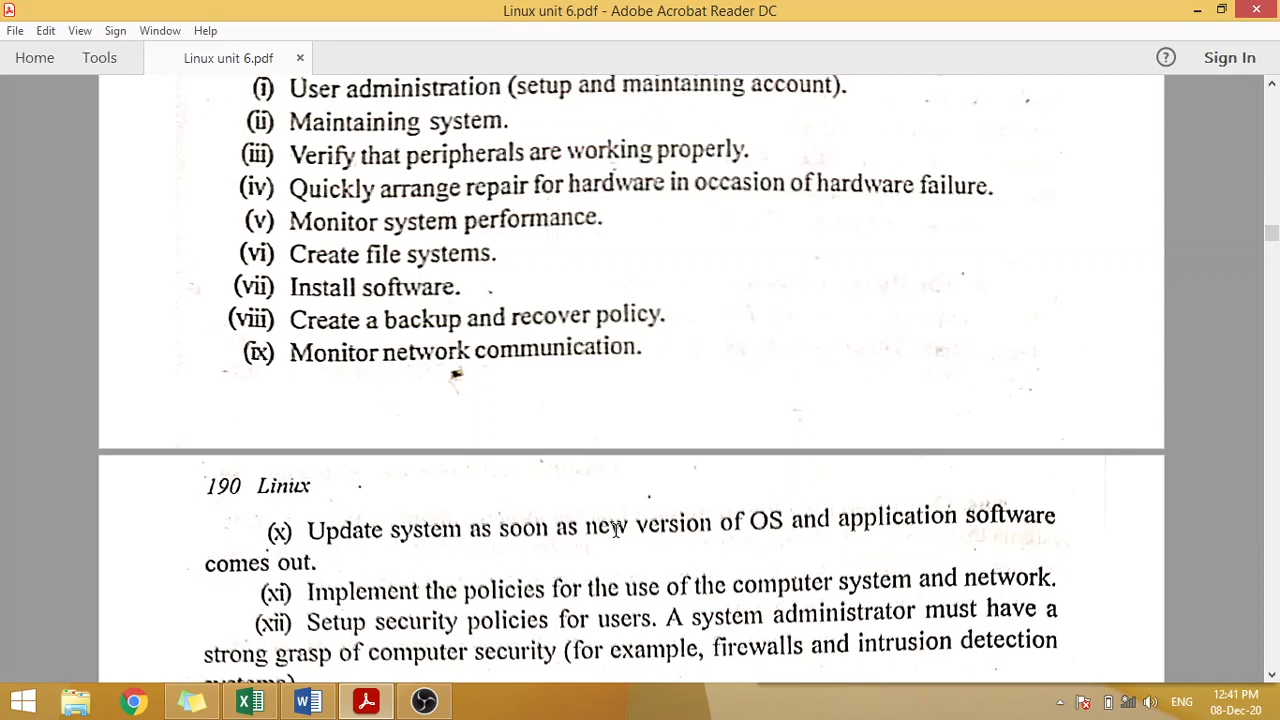 Linux unit 6.pdf - Adobe Acrobat Reader DC
File Edit View Sign Window Help
Home Tools Linux unit 6.pdf × ? Sign In
(i) User administration (setup and maintaining account).
(ii) Maintaining system.
(iii) Verify that peripherals are working properly.
(iv) Quickly arrange repair for hardware in occasion of hardware failure.
(v) Monitor system performance.
(vi) Create file systems.
(vii) Install software.
(viii) Create a backup and recover policy.
(ix) Monitor network communication.
190 Linux
(x) Update system as soon as new version of OS and application software
comes out.
(xi) Implement the policies for the use of the computer system and network.
(xii) Setup security policies for users. A system administrator must have a
strong grasp of computer security (for example, firewalls and intrusion detection
systems)
ENG
12:41 PM
08-Dec-20